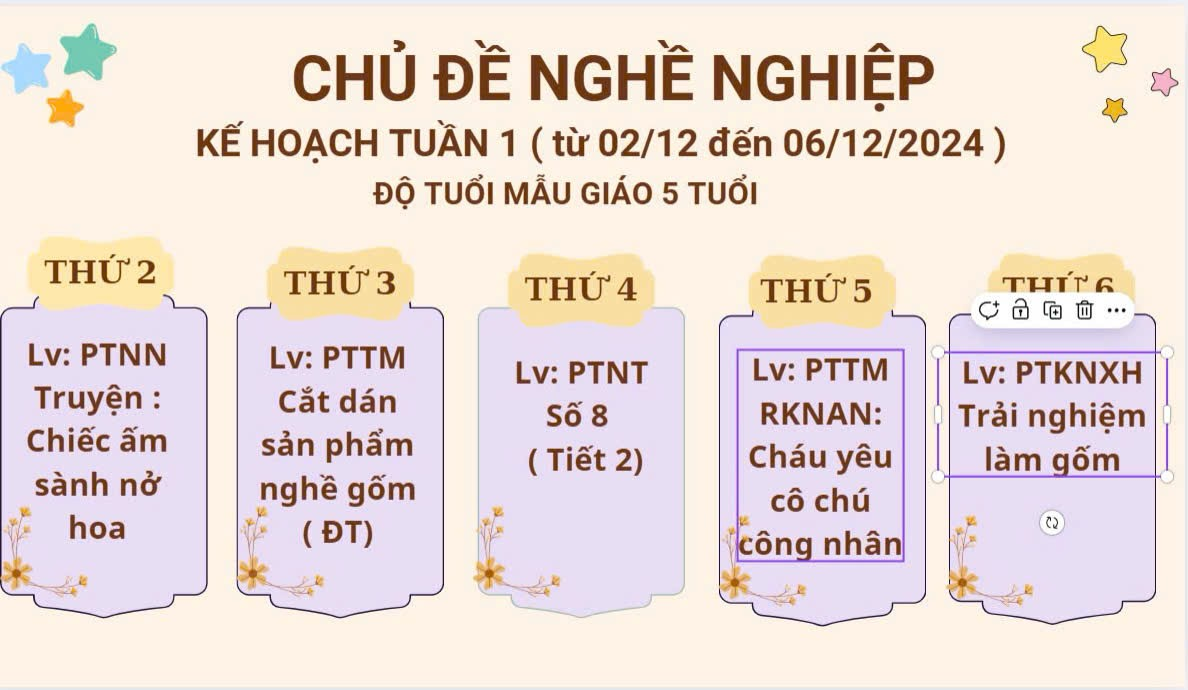 CHỦ ĐỀ NGHỀ NGHIỆP
KẾ HOẠCH TUẦN 1 ( từ 02/12 đến 06/12/2024 )
ĐỘ TUỔI MẪU GIÁO 5 TUỔI
THỨ 2
Lv: PTNN
Truyện :
Chiếc ấm
sành nở
hoa
THỨ 3
Lv: PTTM
Cắt dán
sản phẩm
nghề gốm
( ĐT)
THỨ 4
Lv: PTNT
Số 8
( Tiết 2)
THỨ 5
Lv: PTTM
RKNAN:
Cháu yêu
cô chú
công nhân
THỨ 6
Lv: PTKNXH
Trải nghiệm
làm gốm